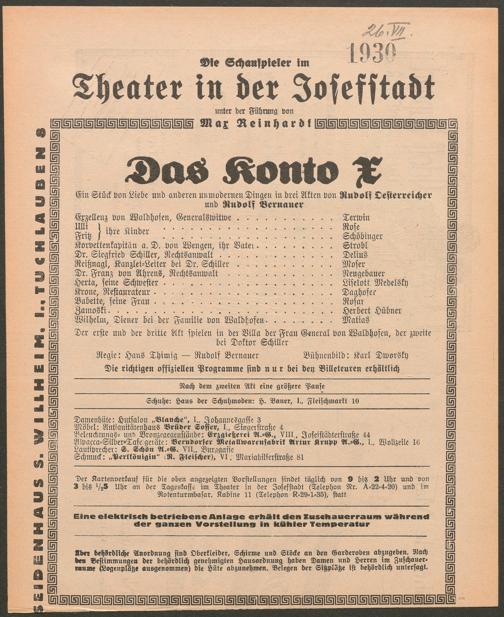 26. VII.
1930
Die Schauspieler im
Theater in der Josefstadt
unter der Führung von
Max Reinhardt
Das Konto X
Ein Stück von Liebe und anderen unmodernen Dingen in drei Akten von Rudolf Oesterreicher
und Rudolf Bernauer
Exzellenz von Waldhofen, Generalswitwe . . . Terwin
Ulli } ihre Kinder . . . Rose
Fritz } . . . Schöbinger
Korvettenkapitän a. D. von Wengen, ihr Vater . . . Strobl
Dr. Siegfried Schiller, Rechtsanwalt . . . Delius
Reißnagl, Kanzlei-Leiter bei Dr. Schiller . . . Moser
Dr. Franz von Ahrens, Rechtsanwalt . . . Neugebauer
Herta, seine Schwester . . . Liselott Medelsky
Krone, Restaurateur . . . Daghofer
Babette, seine Frau . . . Rosar
Zamoski . . . Herbert Hübner
Wilhelm, Diener bei der Familie von Waldhofen . . . Matias
Der erste und der dritte Akt spielen in der Villa der Frau General von Waldhofen, der zweite
bei Doktor Schiller
Regie: Hans Thimig — Rudolf Bernauer Bühnenbild: Karl Dworsky
Die richtigen offiziellen Programme sind nur bei den Billeteuren erhältlich
Nach dem zweiten Akt eine größere Pause
Schuhe: Haus der Schuhmoden: H. Bauer, I., Fleischmarkt 10
Damenhüte: Hutsalon „Blanche“, I., Johannesgasse 3
Möbel: Antiquitätenhaus Brüder Soffer, I., Singerstraße 4
Beleuchtungs- und Bronzegegenstände: Erzgießerei A.-G., VIII., Josefstädterstraße 44
Alpacca-Silber-Tafelgeräte: Berndorfer Metallwarenfabrik Artur Krupp A.-G., I., Wollzeile 10
Lautsprecher: S. Schön A.-G. VII., Burggasse
Schmuck: „Perlkönigin“ (R. Fleischer), VI., Mariahilferstraße 81
Der Kartenverkauf für die oben angezeigten Vorstellungen findet täglich von 9 bis 2 Uhr und von
3 bis ½5 Uhr an der Tageskasse im Theater in der Josefstadt (Telephon Nr. A-22-4-20) und im
Rotenturmbasar, Kabine 11 (Telephon R-29-1-35), statt
Eine elektrisch betriebene Anlage erhält den Zuschauerraum während
der ganzen Vorstellung in kühler Temperatur
Über behördliche Anordnung sind Oberkleider, Schirme und Stöcke an den Garderoben abzugeben. Nach
den Bestimmungen der behördlich genehmigten Hausordnung haben Damen und Herren im Zuschauer-
raume (Logenplätze ausgenommen) die Hüte abzunehmen. Belegen der Sitzplätze ist behördlich untersagt.
SEIDENHAUS S. WILLHEIM, I., TUCHLAUBEN 8